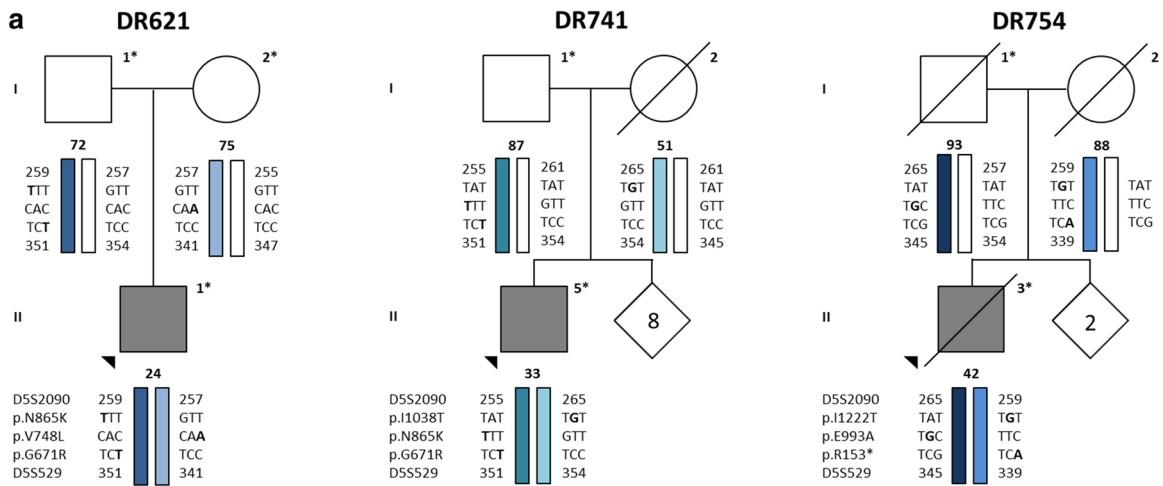 a
DR621 DR741 DR754
1* 2* 1* 2 1* 2
I I I
72 75 87 51 93 88
259 257 257 255 255 261 265 261 265 257 259
TTT GTT GTT GTT TAT TAT TGT TAT TAT TAT TGT TAT
CAC CAC CAA CAC TTT GTT GTT GTT TGC TTC TTC TTC
TCT TCC TCC TCC TCT TCC TCC TCC TCG TCG TCA TCG
351 354 341 347 351 354 354 345 345 354 339
1* 5* 3*
II II II
8 2
24 33 42
D5S2090 259 257 D5S2090 255 265 D5S2090 265 259
p.N865K TTT GTT p.I1038T TAT TGT p.I1222T TAT TGT
p.V748L CAC CAA p.N865K TTT GTT p.E993A TGC TTC
p.G671R TCT TCC p.G671R TCT TCC p.R153* TCG TCA
D5S529 351 341 D5S529 351 354 D5S529 345 339